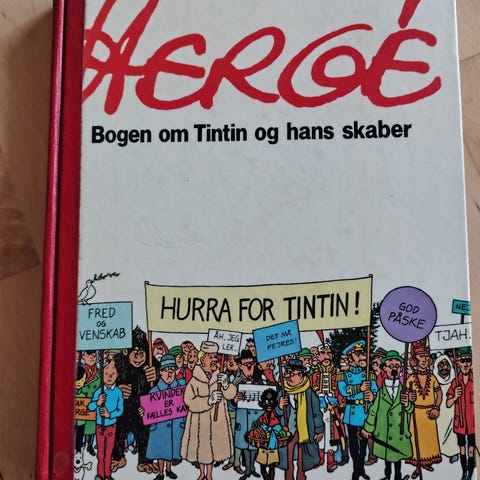 HERGÉ
Bogen om Tintin og hans skaber
HURRA FOR TINTIN!
FRED
OG
VENSKAB
ÅH, JEG
LER..
DET MÅ
FEJRES!
GOD
PÅSKE
TJAH..
KVINDER
ER
FÆLLES